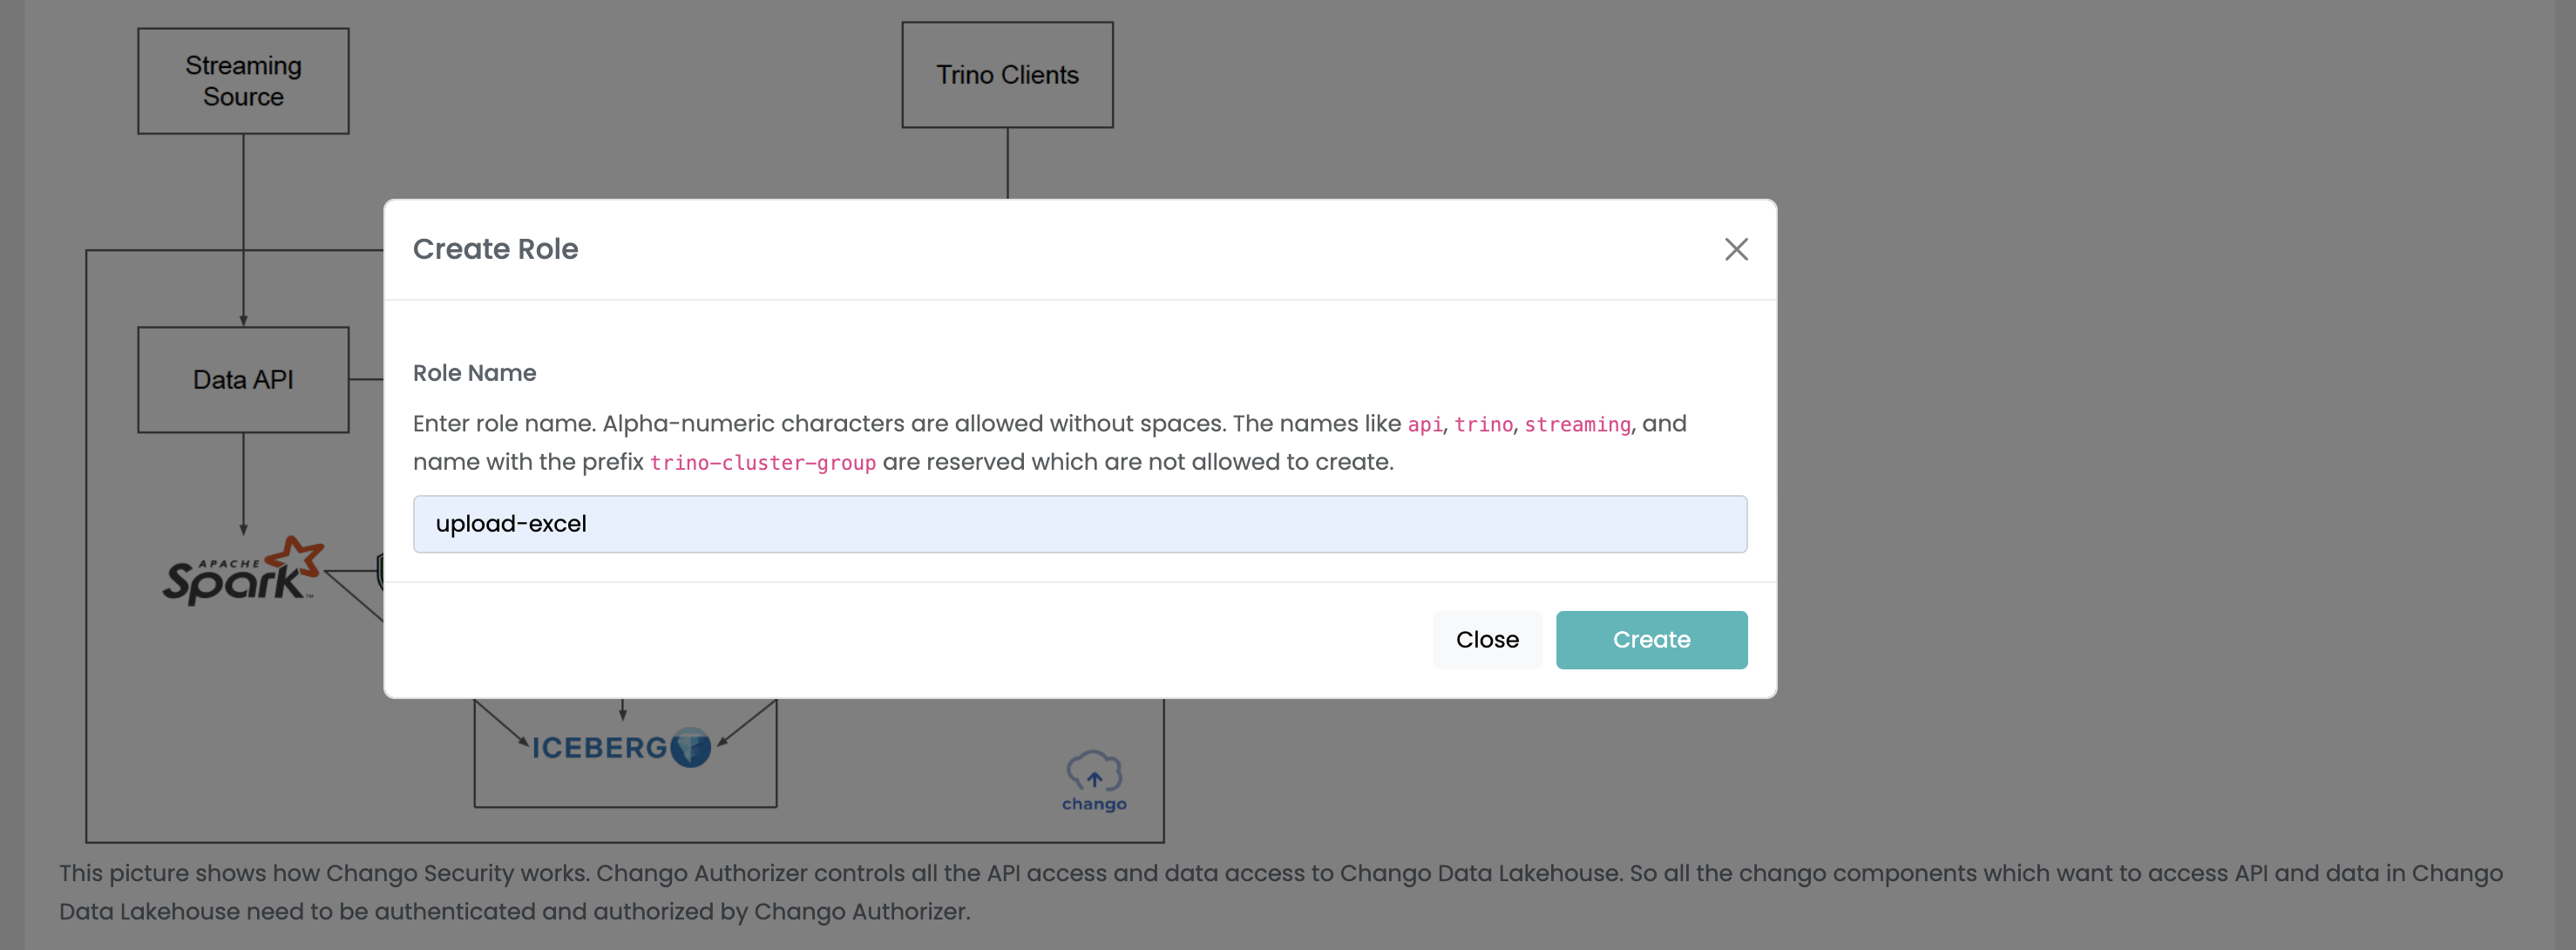 Streaming
Source
Trino Clients
Create Role
Data API
Role Name
Enter role name. Alpha-numeric characters are allowed without spaces. The names like api, trino, streaming, and
name with the prefix trino-cluster-group are reserved which are not allowed to create.
upload-excel
APACHE
Spark™
Close
Create
ICEBERG
chango
This picture shows how Chango Security works. Chango Authorizer controls all the API access and data access to Chango Data Lakehouse. So all the chango components which want to access API and data in Chango
Data Lakehouse need to be authenticated and authorized by Chango Authorizer.